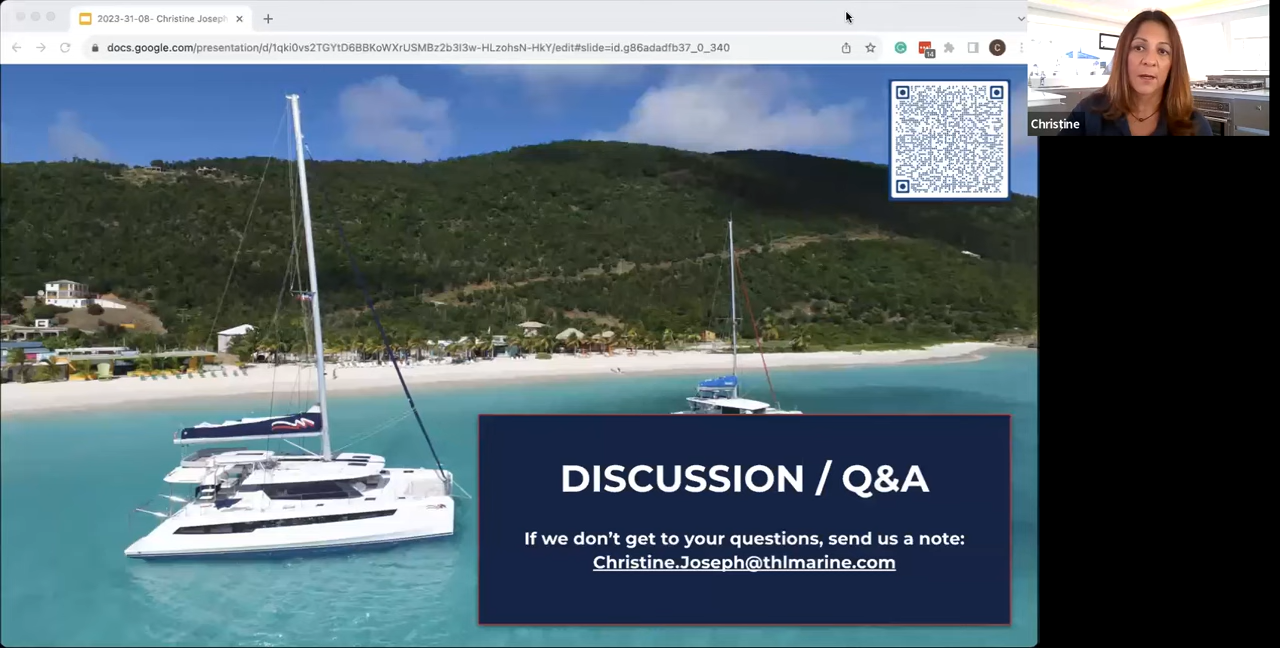 2023-31-08- Christine Joseph
docs.google.com/presentation/d/1qki0vs2TGYtD6BBKoWXrUSMBz2b3I3w-HLzohsN-HkY/edit#slide=id.g86adadfb37_0_340
14
C
Christine
DISCUSSION / Q&A
If we don’t get to your questions, send us a note:
Christine.Joseph@thlmarine.com